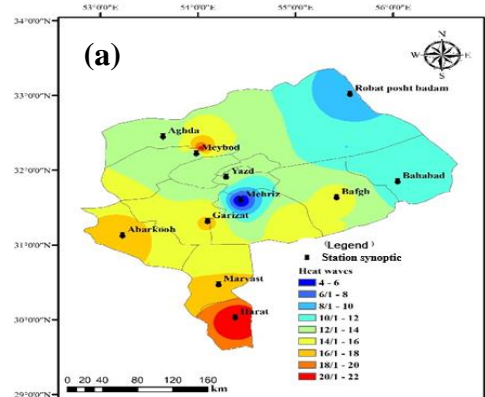 53°0'0"N 51°0'0"N 55°0'0"N 56°0'0"N
34°0'0"N
(a)
N
W E
S
33°0'0"N
Robat posht badam
Aghda
Meybod
32°0'0"N
Yazd
Bahabad
Mehriz
Bafgh
Garizat
Abarkooh
31°0'0"N
(Legend)
Station synoptic
Heat waves
Marvast
4 - 6
6/1 - 8
8/1 - 10
30°0'0"N
Harat
10/1 - 12
12/1 - 14
14/1 - 16
16/1 - 18
18/1 - 20
20/1 - 22
0 20 40 80 120 160
km
29°0'0"N